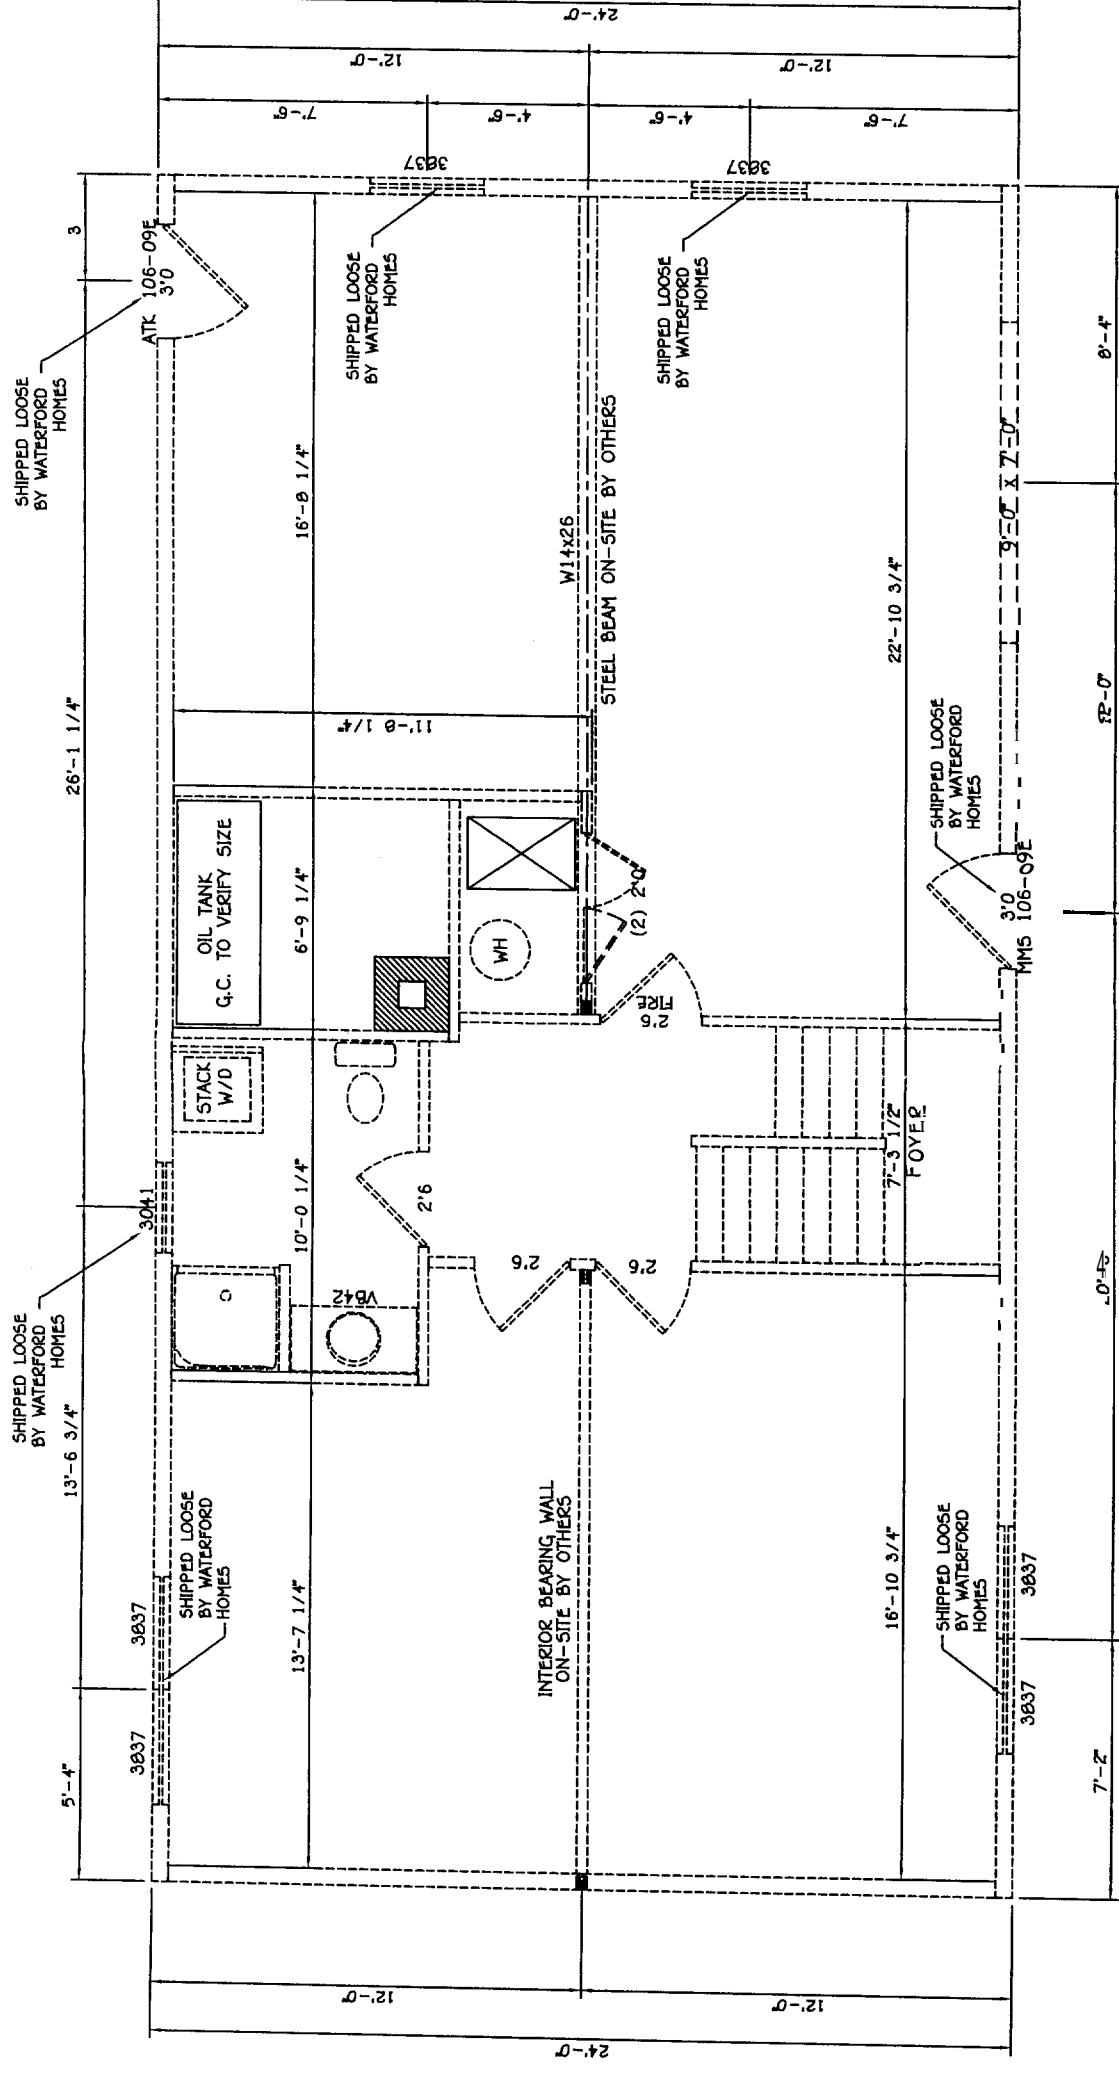 24'-0"
12'-0"
12'-0"
7'-6"
4'-6"
4'-6"
7'-6"
3
26'-1 1/4"
13'-6 3/4"
5'-4"
SHIPPED LOOSE
BY WATERFORD
HOMES
ATK 106-09E
3'0
3837
3837
SHIPPED LOOSE
BY WATERFORD
HOMES
SHIPPED LOOSE
BY WATERFORD
HOMES
16'-8 1/4"
W14x26
STEEL BEAM ON-SITE BY OTHERS
11'-8 1/4"
22'-10 3/4"
9'-0" x 7'-0"
8'-4"
12'-0"
SHIPPED LOOSE
BY WATERFORD
HOMES
3'0
MMS 106-09E
OIL TANK
G.C. TO VERIFY SIZE
6'-9 1/4"
WH
(2) 2'0
FIRE
2'6
STACK
W/D
10'-0 1/4"
2'6
7'-3 1/2"
FOYER
3041
SHIPPED LOOSE
BY WATERFORD
HOMES
VB42
2'6
2'6
SHIPPED LOOSE
BY WATERFORD
HOMES
3837
3837
13'-7 1/4"
INTERIOR BEARING WALL
ON-SITE BY OTHERS
16'-10 3/4"
SHIPPED LOOSE
BY WATERFORD
HOMES
3837
3837
7'-2"
12'-0"
12'-0"
24'-0"